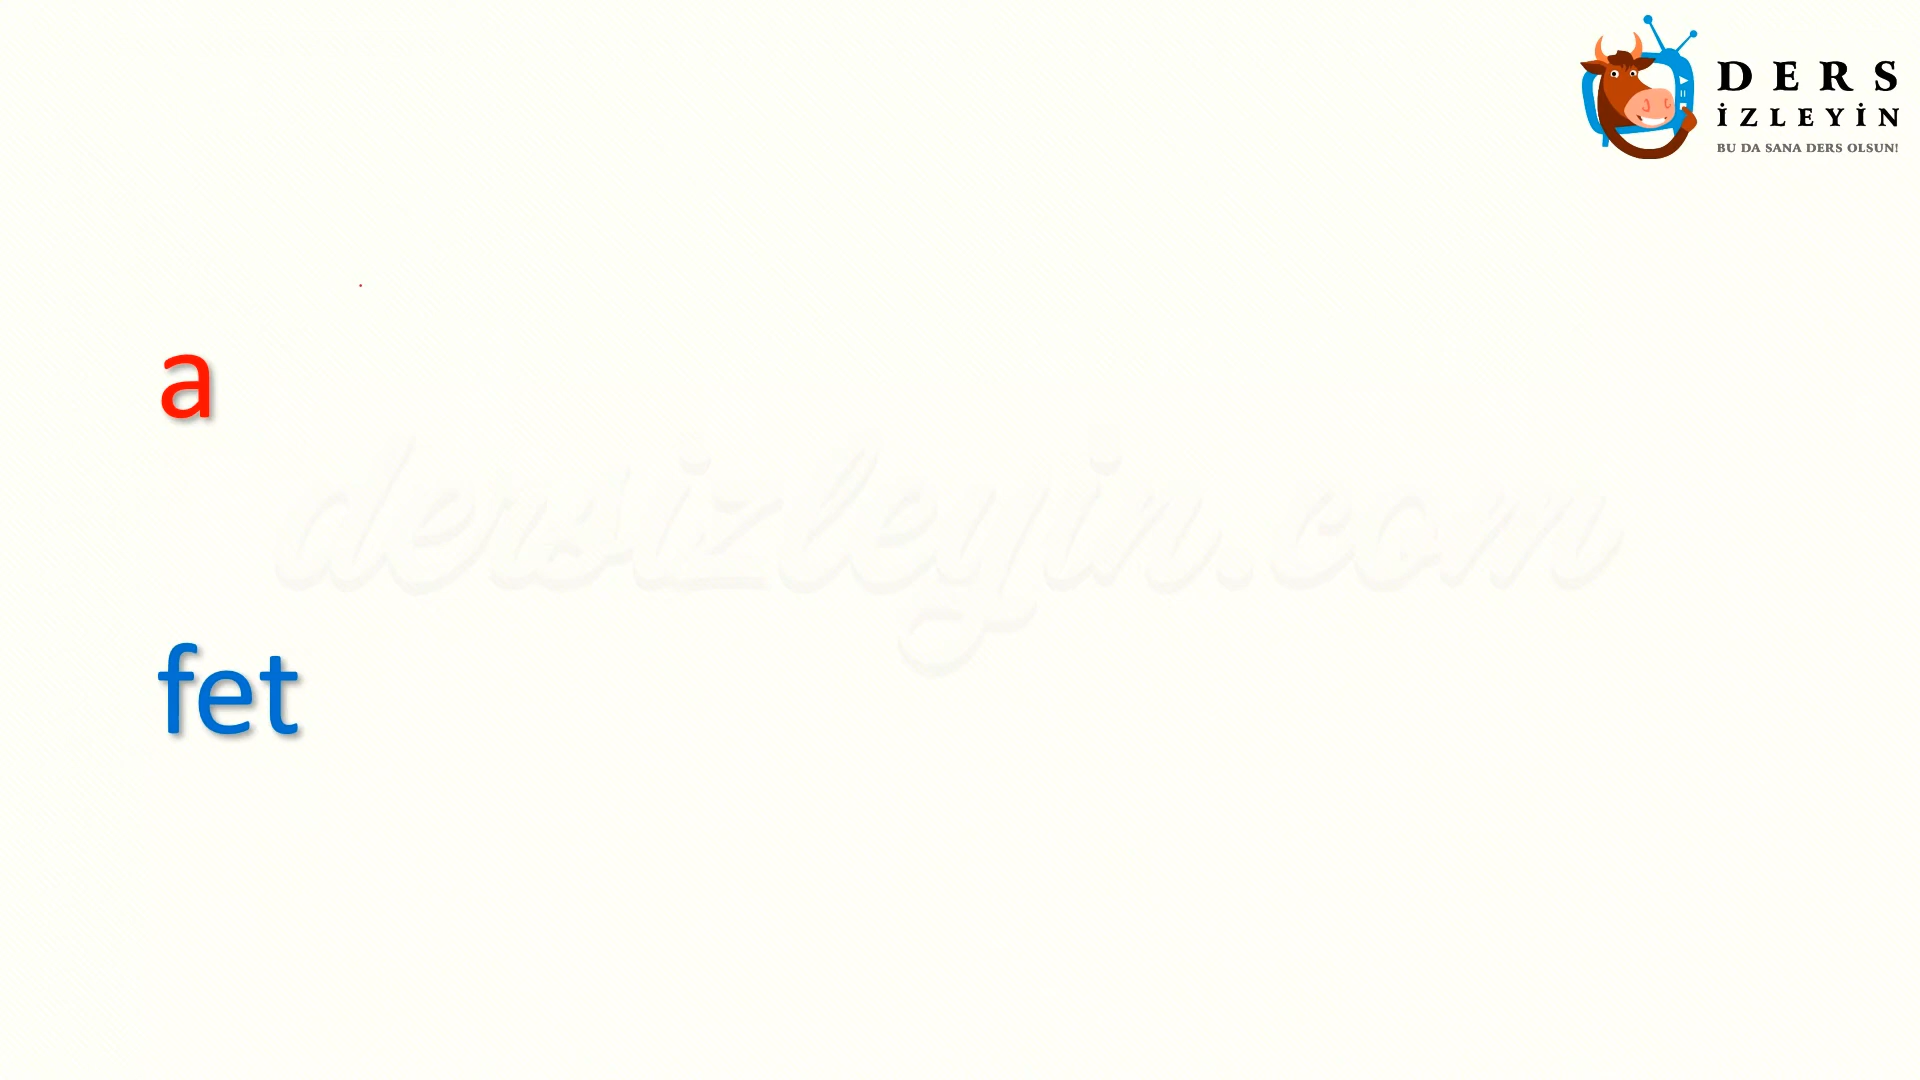 DERS
İZLEYİN
BU DA SANA DERS OLSUN!
a
dersizleyin.com
fet